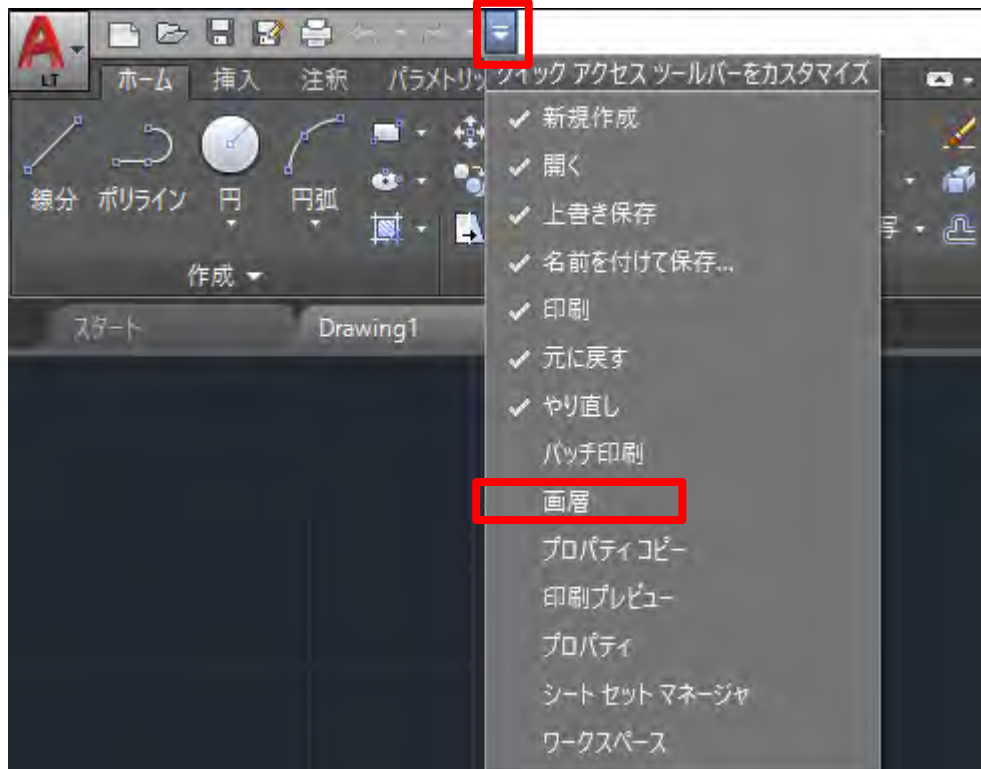 A
LT
ホーム 挿入 注釈 パラメトリッ
クイック アクセス ツールバーをカスタマイズ
新規作成
開く
上書き保存
名前を付けて保存...
印刷
元に戻す
やり直し
バッチ印刷
画層
プロパティ コピー
印刷プレビュー
プロパティ
シート セット マネージャ
ワークスペース
線分 ポリライン 円 円弧
写
作成
スタート Drawing1